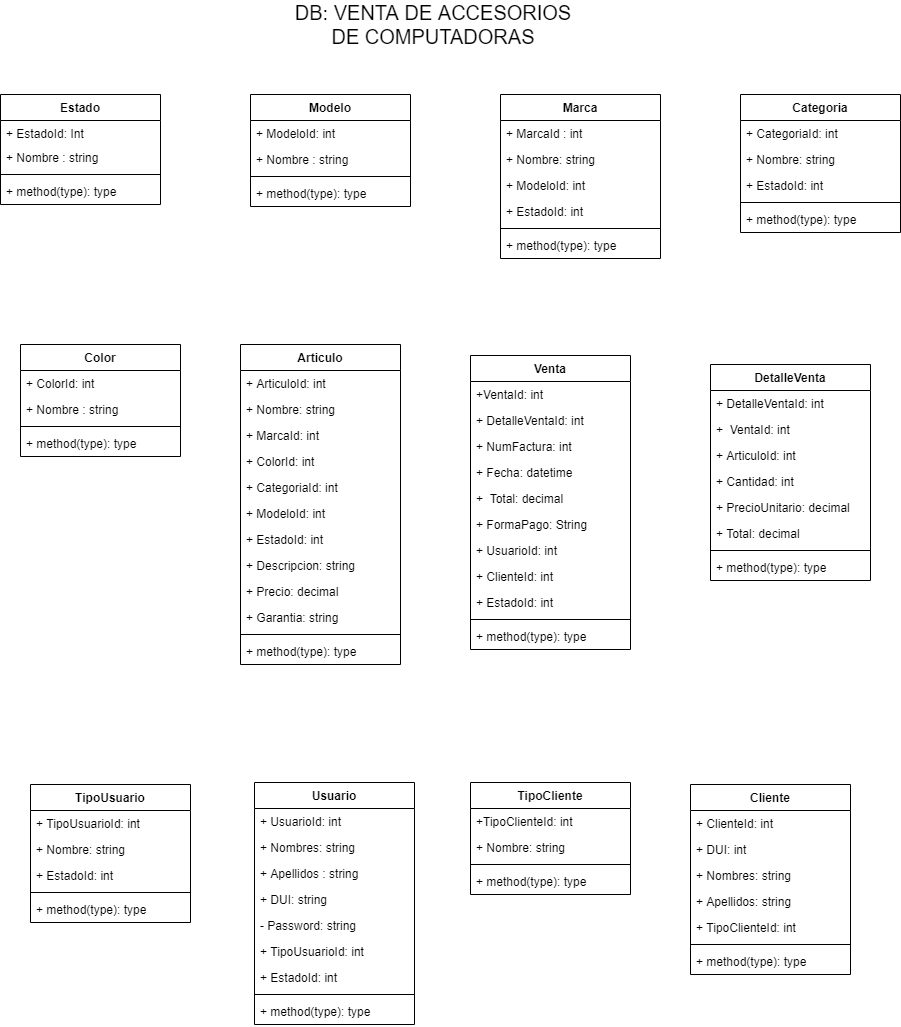 DB: VENTA DE ACCESORIOS
DE COMPUTADORAS
Estado
+ EstadoId: Int
+ Nombre : string
+ method(type): type
Modelo
+ ModeloId: int
+ Nombre : string
+ method(type): type
Marca
+ MarcaId : int
+ Nombre: string
+ ModeloId: int
+ EstadoId: int
+ method(type): type
Categoria
+ CategoriaId: int
+ Nombre: string
+ EstadoId: int
+ method(type): type
Color
+ ColorId: int
+ Nombre : string
+ method(type): type
Articulo
+ ArticuloId: int
+ Nombre: string
+ MarcaId: int
+ ColorId: int
+ CategoriaId: int
+ ModeloId: int
+ EstadoId: int
+ Descripcion: string
+ Precio: decimal
+ Garantia: string
+ method(type): type
Venta
+VentaId: int
+ DetalleVentaId: int
+ NumFactura: int
+ Fecha: datetime
+ Total: decimal
+ FormaPago: String
+ UsuarioId: int
+ ClienteId: int
+ EstadoId: int
+ method(type): type
DetalleVenta
+ DetalleVentaId: int
+ VentaId: int
+ ArticuloId: int
+ Cantidad: int
+ PrecioUnitario: decimal
+ Total: decimal
+ method(type): type
TipoUsuario
+ TipoUsuarioId: int
+ Nombre: string
+ EstadoId: int
+ method(type): type
Usuario
+ UsuarioId: int
+ Nombres: string
+ Apellidos : string
+ DUI: string
- Password: string
+ TipoUsuarioId: int
+ EstadoId: int
+ method(type): type
TipoCliente
+TipoClienteId: int
+ Nombre: string
+ method(type): type
Cliente
+ ClienteId: int
+ DUI: int
+ Nombres: string
+ Apellidos: string
+ TipoClienteId: int
+ method(type): type